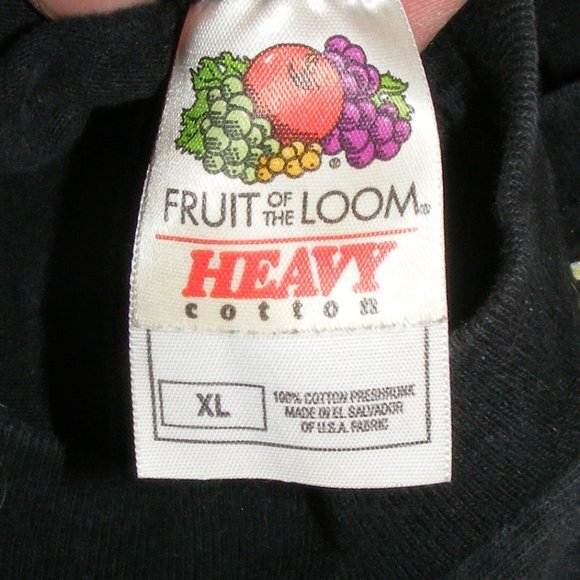 ®
FRUIT OF THE LOOM®
HEAVY
cotton
XL
100% COTTON PRESHRUNK
MADE IN EL SALVADOR
OF U.S.A. FABRIC